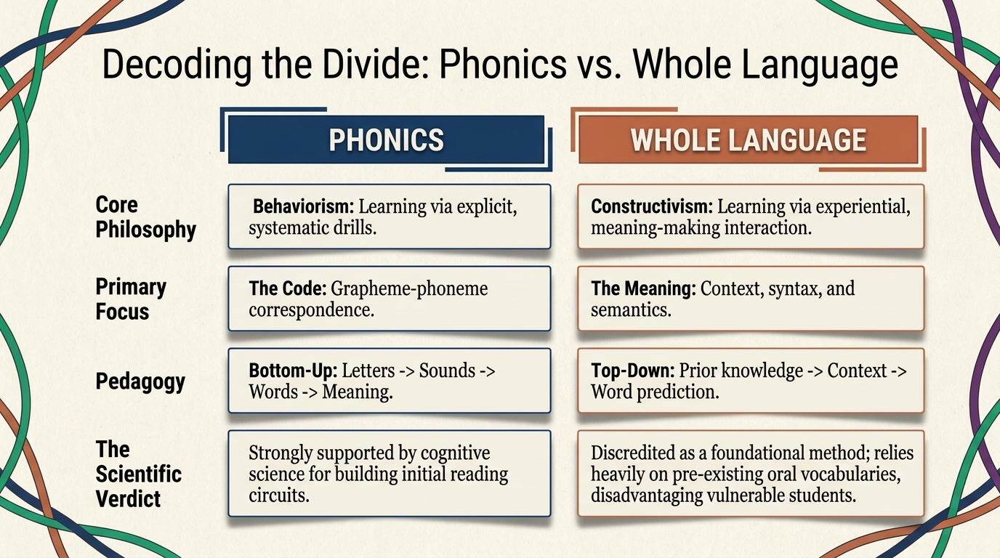 Decoding the Divide: Phonics vs. Whole Language
PHONICS
WHOLE LANGUAGE
Core
Philosophy
Behaviorism: Learning via explicit,
systematic drills.
Constructivism: Learning via experiential,
meaning-making interaction.
Primary
Focus
The Code: Grapheme-phoneme
correspondence.
The Meaning: Context, syntax, and
semantics.
Pedagogy
Bottom-Up: Letters -> Sounds ->
Words -> Meaning.
Top-Down: Prior knowledge -> Context ->
Word prediction.
The
Scientific
Verdict
Strongly supported by cognitive
science for building initial reading
circuits.
Discredited as a foundational method; relies
heavily on pre-existing oral vocabularies,
disadvantaging vulnerable students.